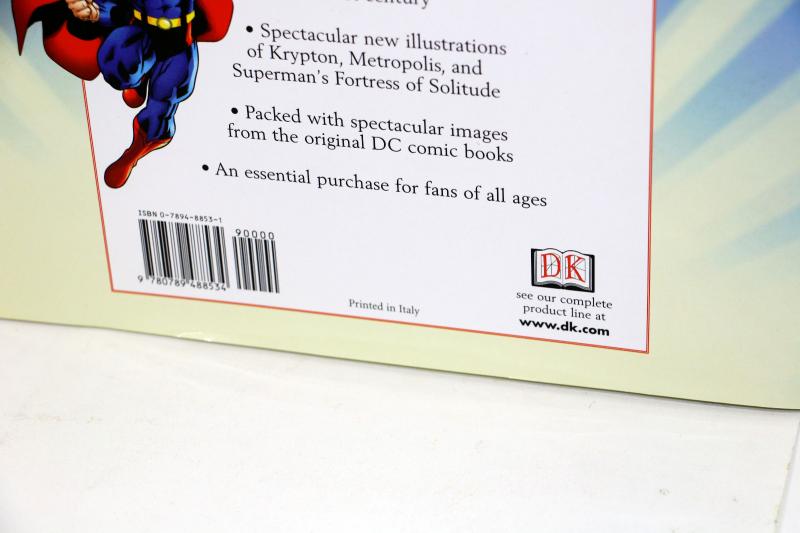 century
• Spectacular new illustrations
of Krypton, Metropolis, and
Superman's Fortress of Solitude
• Packed with spectacular images
from the original DC comic books
• An essential purchase for fans of all ages
ISBN 0-7894-8853-1
90000
9 780789 488534
Printed in Italy
DK
see our complete
product line at
www.dk.com